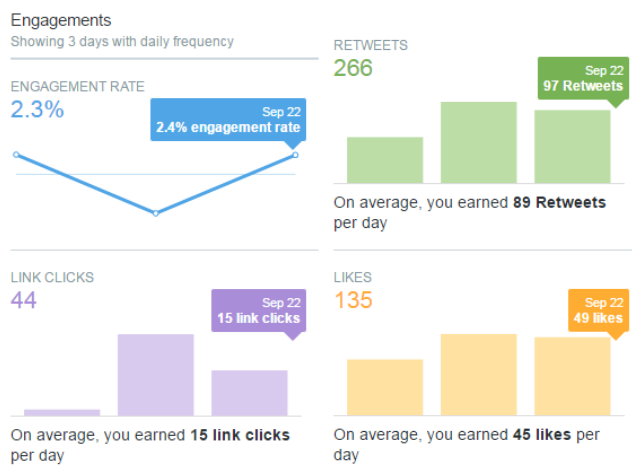 Engagements
Showing 3 days with daily frequency
ENGAGEMENT RATE
2.3%
Sep 22
2.4% engagement rate
RETWEETS
266
Sep 22
97 Retweets
On average, you earned 89 Retweets
per day
LINK CLICKS
44
Sep 22
15 link clicks
On average, you earned 15 link clicks
per day
LIKES
135
Sep 22
49 likes
On average, you earned 45 likes per
day